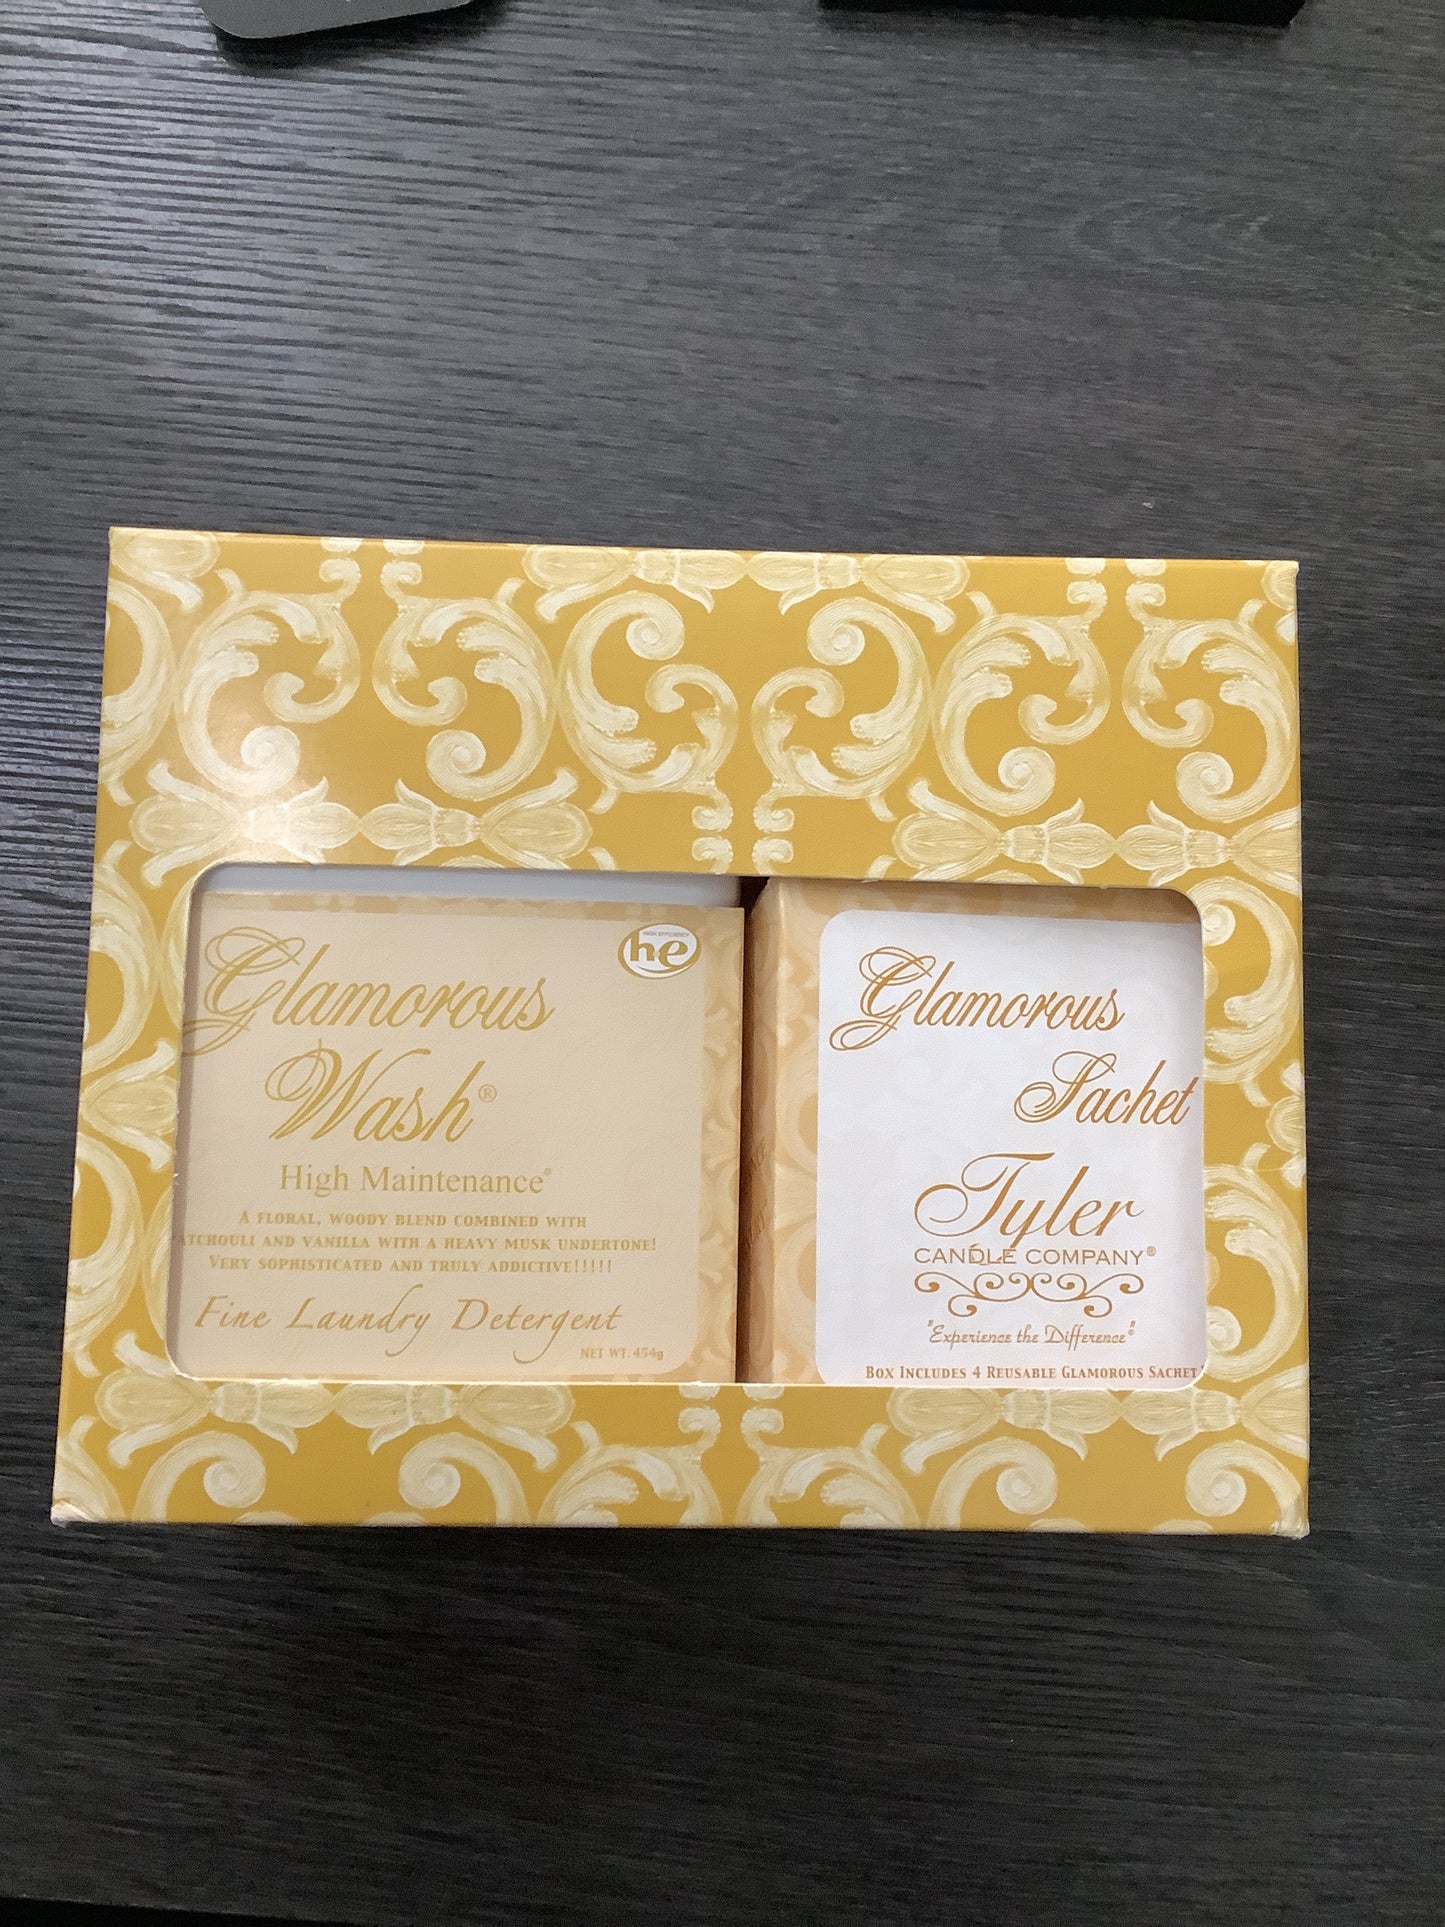 HIGH EFFICIENCY
he
Glamorous
Wash®
High Maintenance®
A FLORAL, WOODY BLEND COMBINED WITH
ATCHOULI AND VANILLA WITH A HEAVY MUSK UNDERTONE!
VERY SOPHISTICATED AND TRULY ADDICTIVE!!!!!
Fine Laundry Detergent
NET WT. 454g
Glamorous
Sachet
Tyler
CANDLE COMPANY®
"Experience the Difference"®
BOX INCLUDES 4 REUSABLE GLAMOROUS SACHET